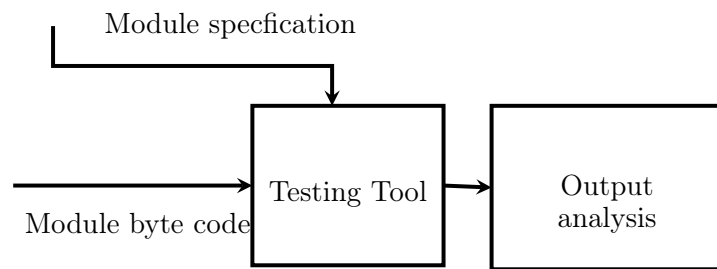 Module specfication
Testing Tool
Output
analysis
Module byte code